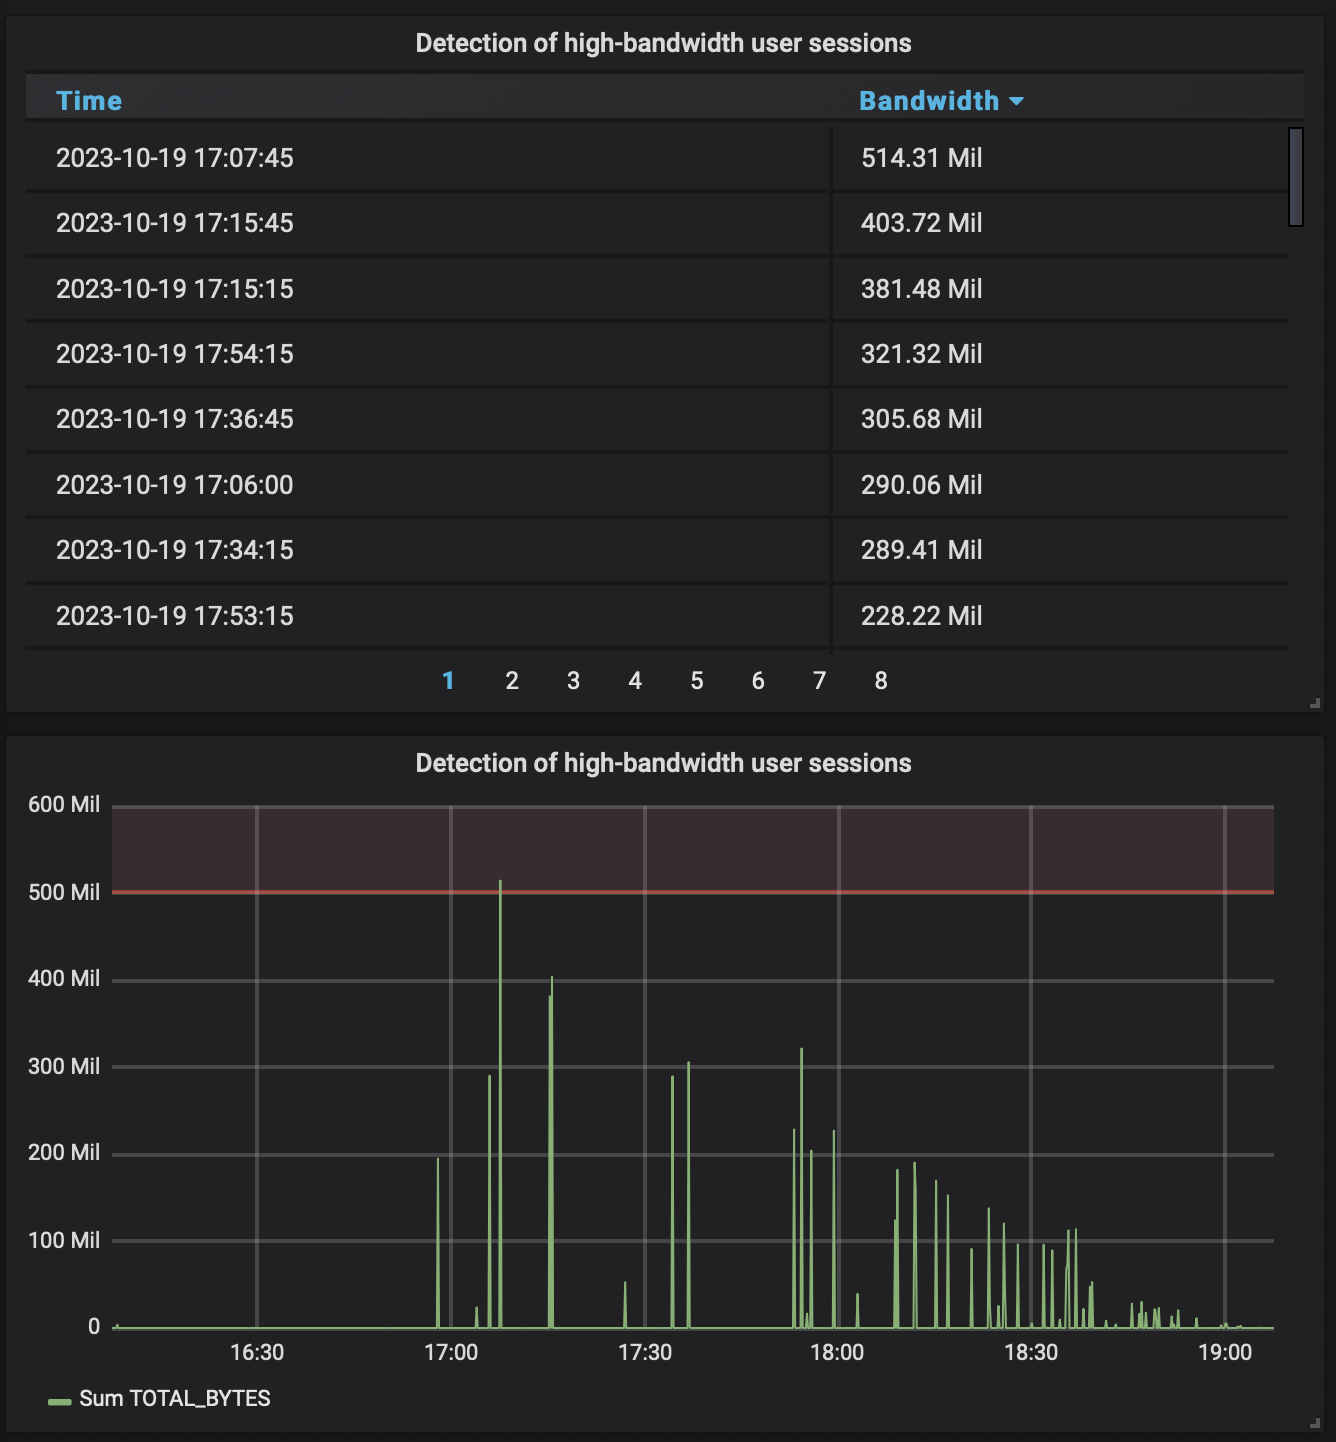 Detection of high-bandwidth user sessions
Time Bandwidth
2023-10-19 17:07:45 514.31 Mil
2023-10-19 17:15:45 403.72 Mil
2023-10-19 17:15:15 381.48 Mil
2023-10-19 17:54:15 321.32 Mil
2023-10-19 17:36:45 305.68 Mil
2023-10-19 17:06:00 290.06 Mil
2023-10-19 17:34:15 289.41 Mil
2023-10-19 17:53:15 228.22 Mil
1 2 3 4 5 6 7 8
Detection of high-bandwidth user sessions
600 Mil
500 Mil
400 Mil
300 Mil
200 Mil
100 Mil
0
16:30 17:00 17:30 18:00 18:30 19:00
Sum TOTAL_BYTES